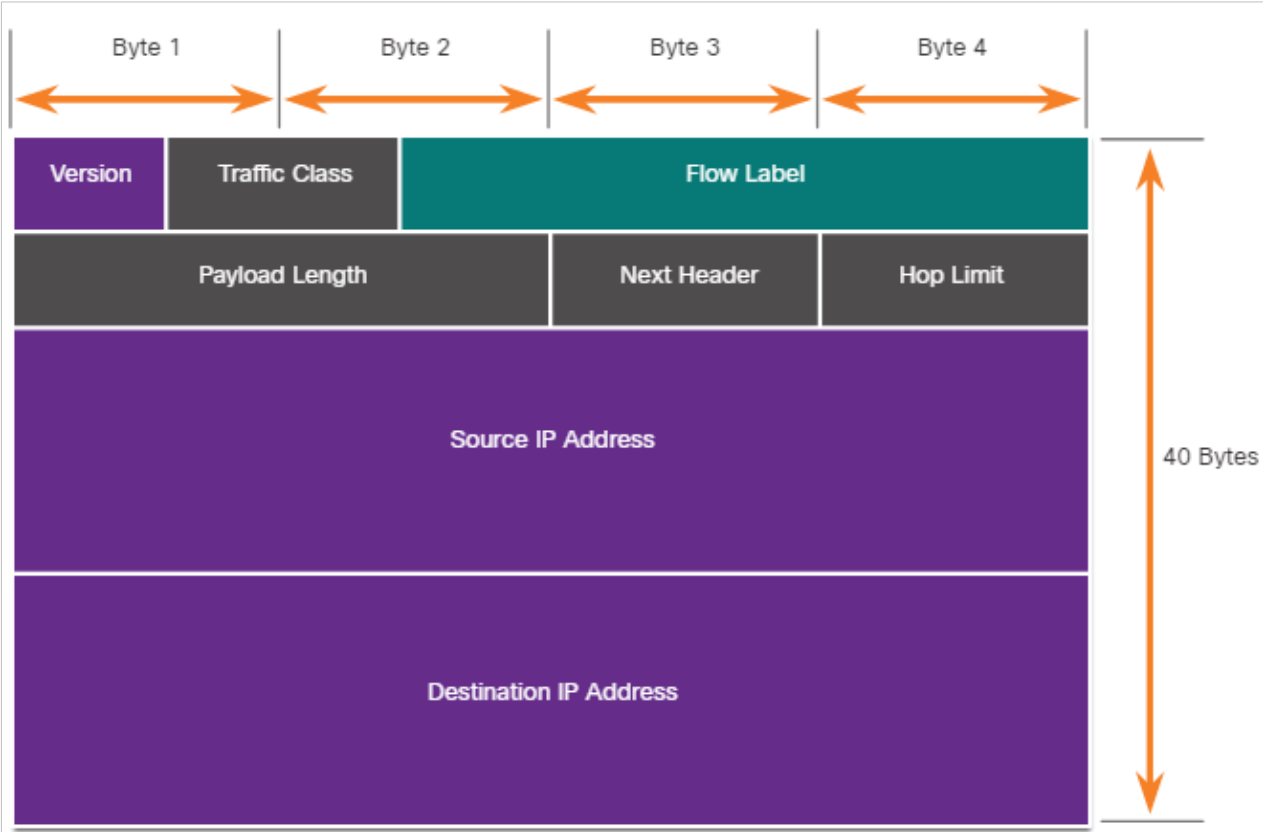 Byte 1
Byte 2
Byte 3
Byte 4
Version
Traffic Class
Flow Label
Payload Length
Next Header
Hop Limit
Source IP Address
40 Bytes
Destination IP Address